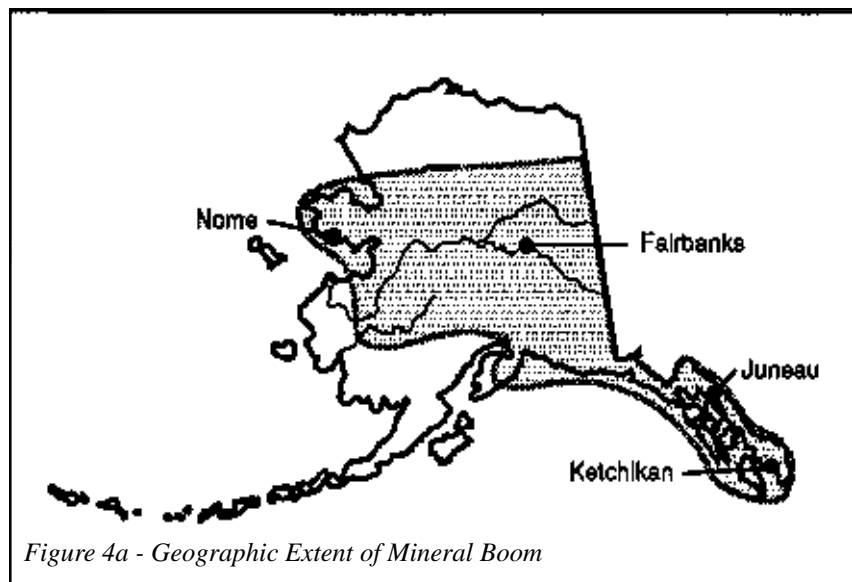 Nome
Fairbanks
Juneau
Ketchikan
Figure 4a - Geographic Extent of Mineral Boom